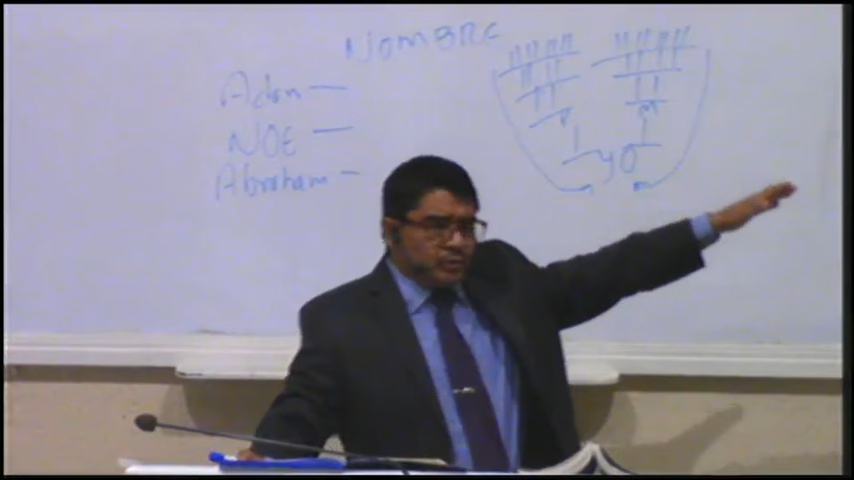 NOMBRE
Adan —
NOE —
Abraham —
P M
yo